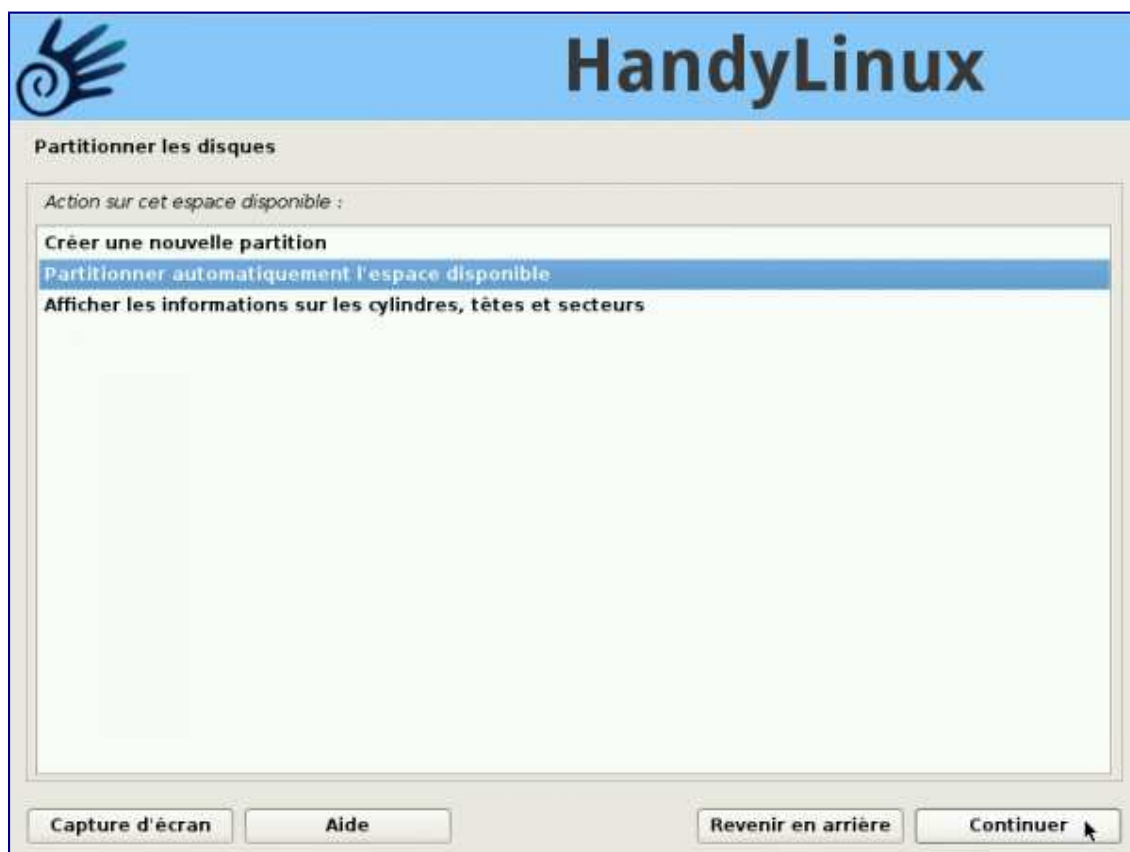 HandyLinux
Partitionner les disques
Action sur cet espace disponible :
Créer une nouvelle partition
Partitionner automatiquement l'espace disponible
Afficher les informations sur les cylindres, têtes et secteurs
Capture d'écran
Aide
Revenir en arrière
Continuer